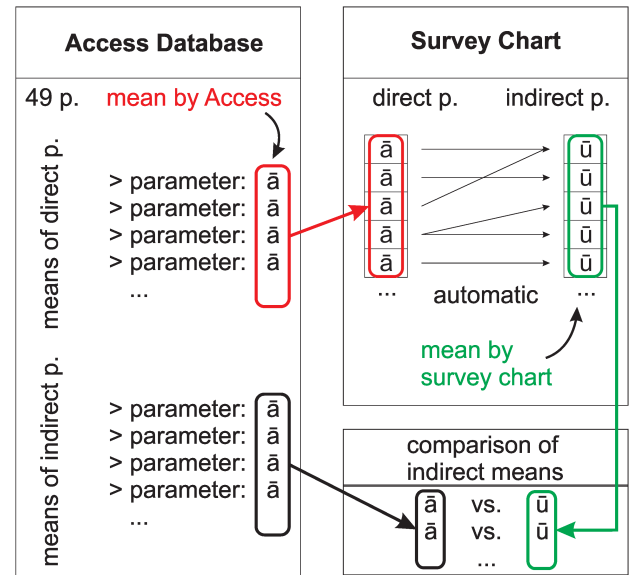 Access Database
49 p. mean by Access
means of direct p.
> parameter: ā
> parameter: ā
> parameter: ā
> parameter: ā
...
means of indirect p.
> parameter: ā
> parameter: ā
> parameter: ā
> parameter: ā
...
Survey Chart
direct p. indirect p.
ā ū
ā ū
ā ū
ā ū
ā ū
... automatic ...
mean by
survey chart
comparison of
indirect means
ā vs. ū
ā vs. ū
...